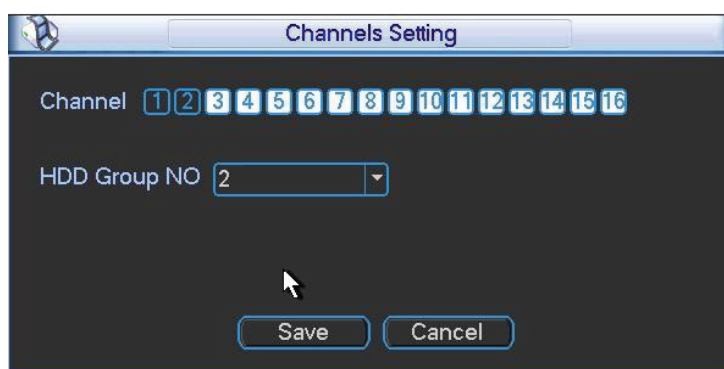 Channels Setting
Channel 1 2 3 4 5 6 7 8 9 10 11 12 13 14 15 16
HDD Group NO 2
Save Cancel